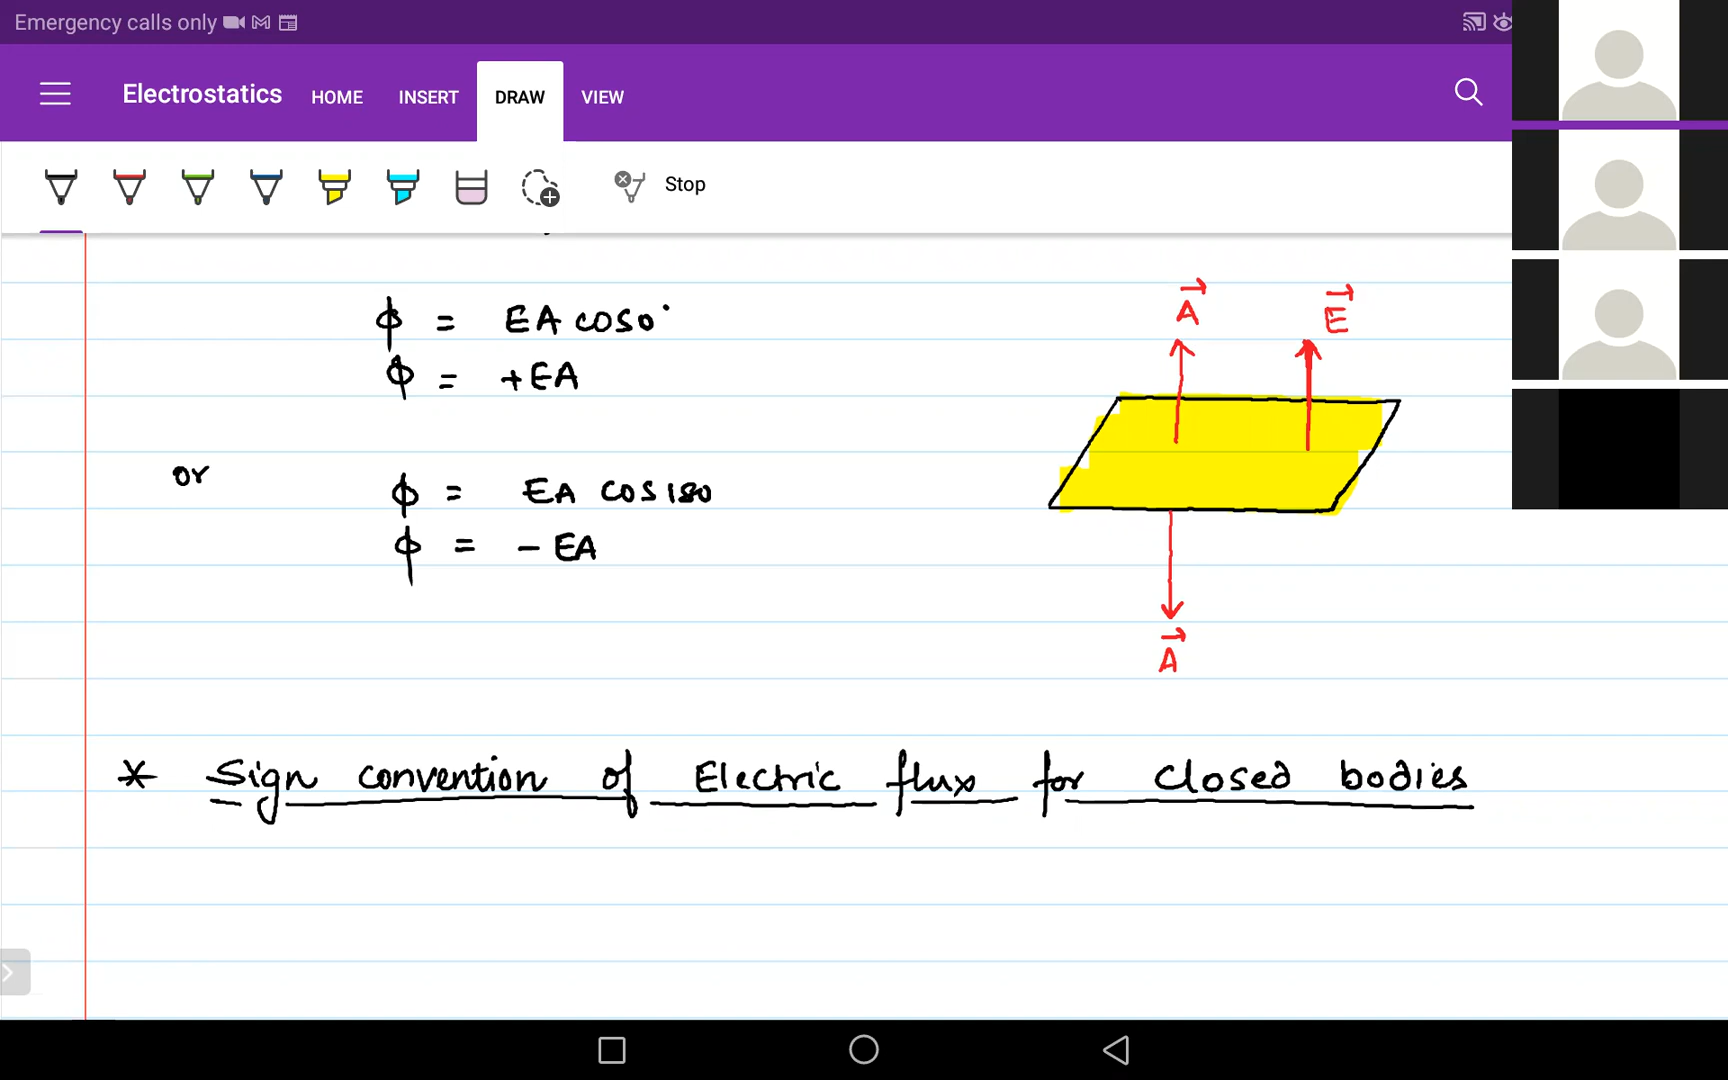 Emergency calls only
Electrostatics HOME INSERT DRAW VIEW
Stop
ϕ = EA cos0°
ϕ = +EA
or
ϕ = EA cos180
ϕ = - EA
A⃗ E⃗
A⃗
* Sign convention of Electric flux for closed bodies